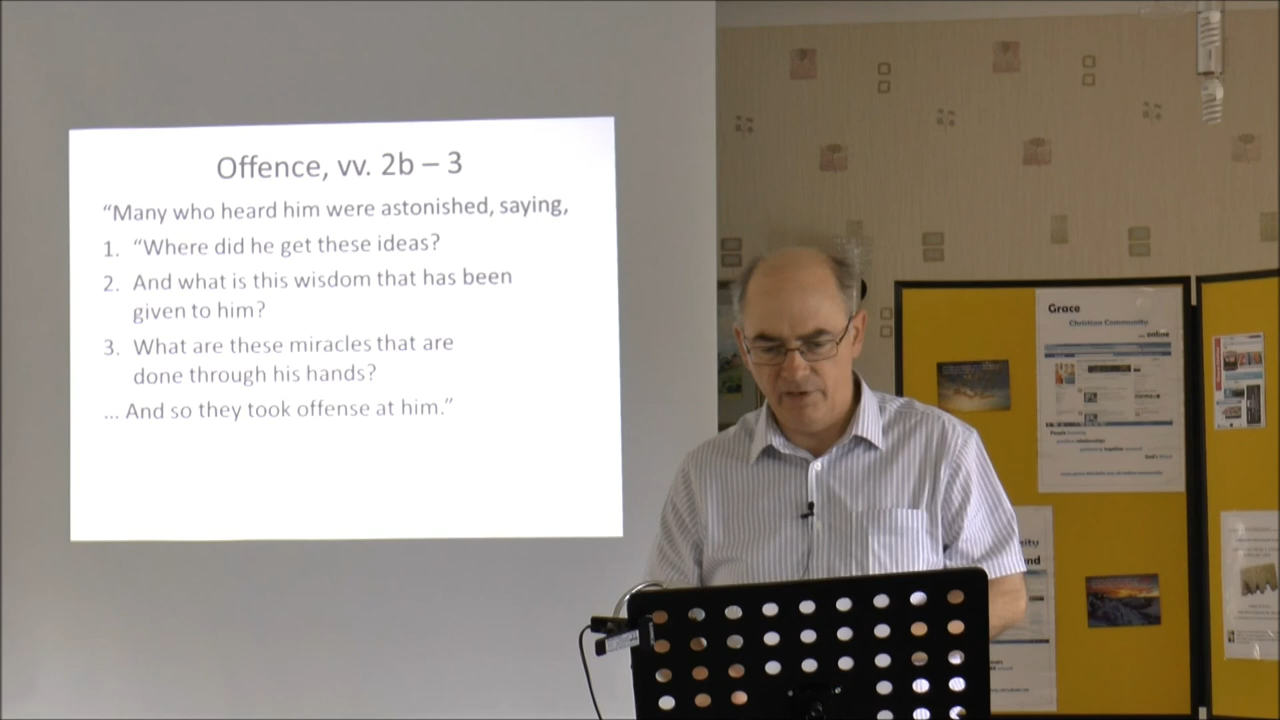 Offence, vv. 2b – 3
“Many who heard him were astonished, saying,
1. “Where did he get these ideas?
2. And what is this wisdom that has been
given to him?
3. What are these miracles that are
done through his hands?
... And so they took offense at him.”
Grace
Christian Community
online